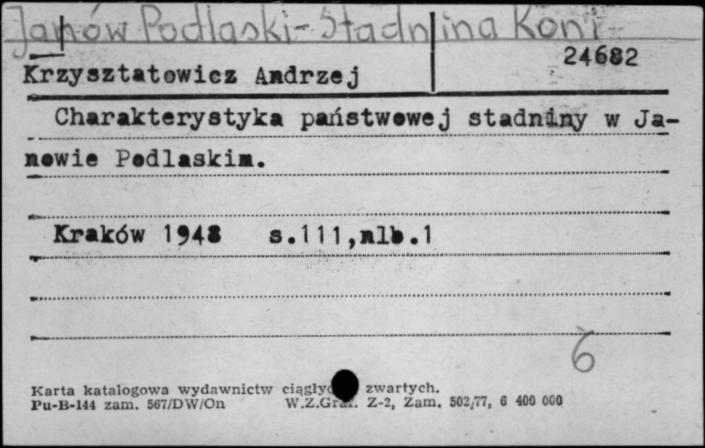 Janów Podlaski - Stadnina Koni
24682
Krzysztatowicz Andrzej
Charakterystyka państwowej stadniny w Ja-
nowie Podlaskim.
Kraków 1948 s.111,nlb.1
6
Karta katalogowa wydawnictw ciągłych zwartych.
Pu-B-144 zam. 567/DW/On W.Z.Graf. Z-2, Zam. 502/77, 6 400 000